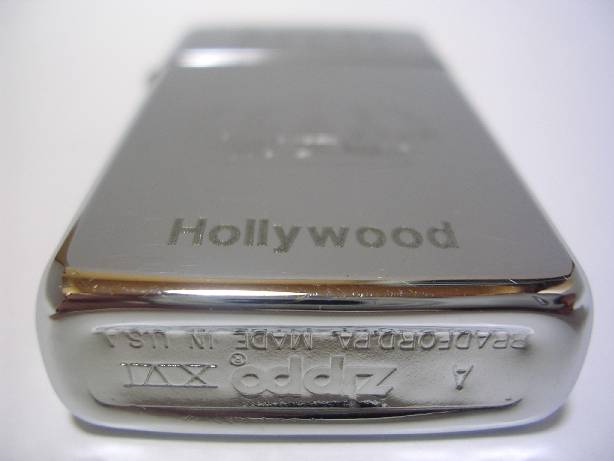 Hollywood
A zippo® XVI
BRADFORD,PA. MADE IN U.S.A.